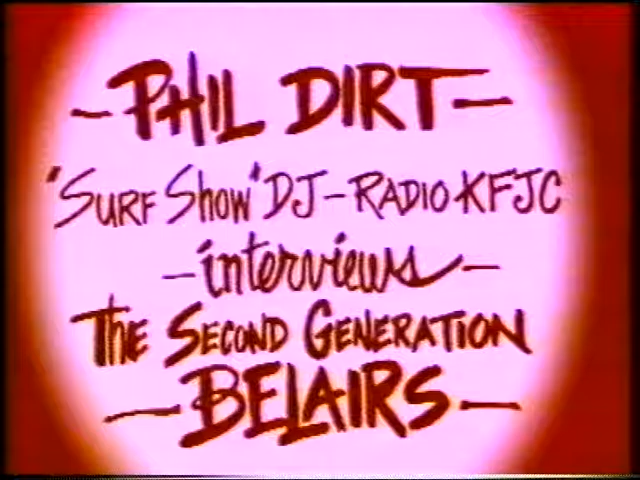 -PHIL DIRT-
"SURF Show" DJ-RADIO KFJC
-interviews-
The SECOND GENERATION
-BELAIRS-